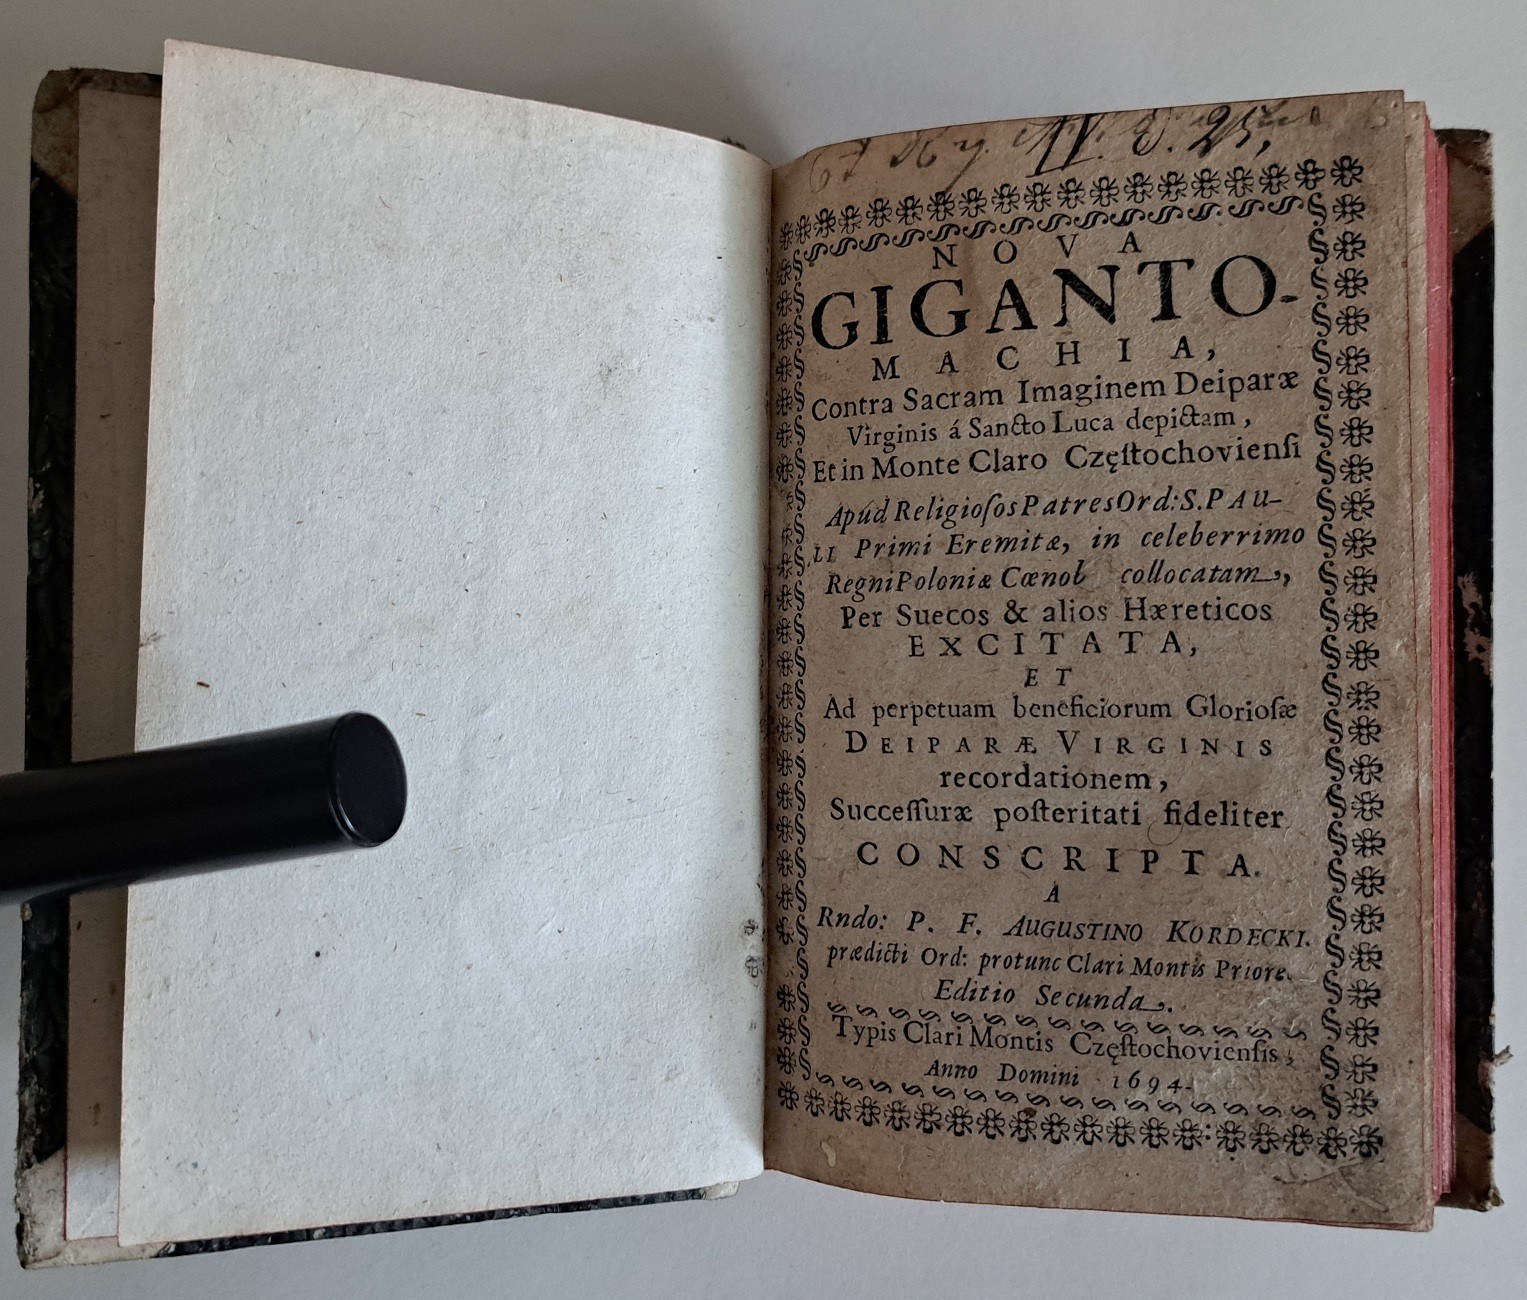 IV. d. 25,
NOVA
GIGANTO-
MACHIA,
Contra Sacram Imaginem Deiparæ
Virginis á Sancto Luca depictam,
Et in Monte Claro Częſtochovienſi
Apúd Religioſos Patres Ord: S. PAU-
LI Primi Eremitæ, in celeberrimo
Regni Poloniæ Cœnob collocatam,
Per Suecos & alios Hæreticos
EXCITATA,
ET
Ad perpetuam beneficiorum Glorioſæ
DEIPARÆ VIRGINIS
recordationem,
Succeſſuræ poſteritati fideliter
CONSCRIPTA.
A
Rndo: P. F. AUGUSTINO KORDECKI.
prædicti Ord: protunc Clari Montis Priore.
Editio Secunda.
Typis Clari Montis Częſtochovienſis,
Anno Domini 1694.